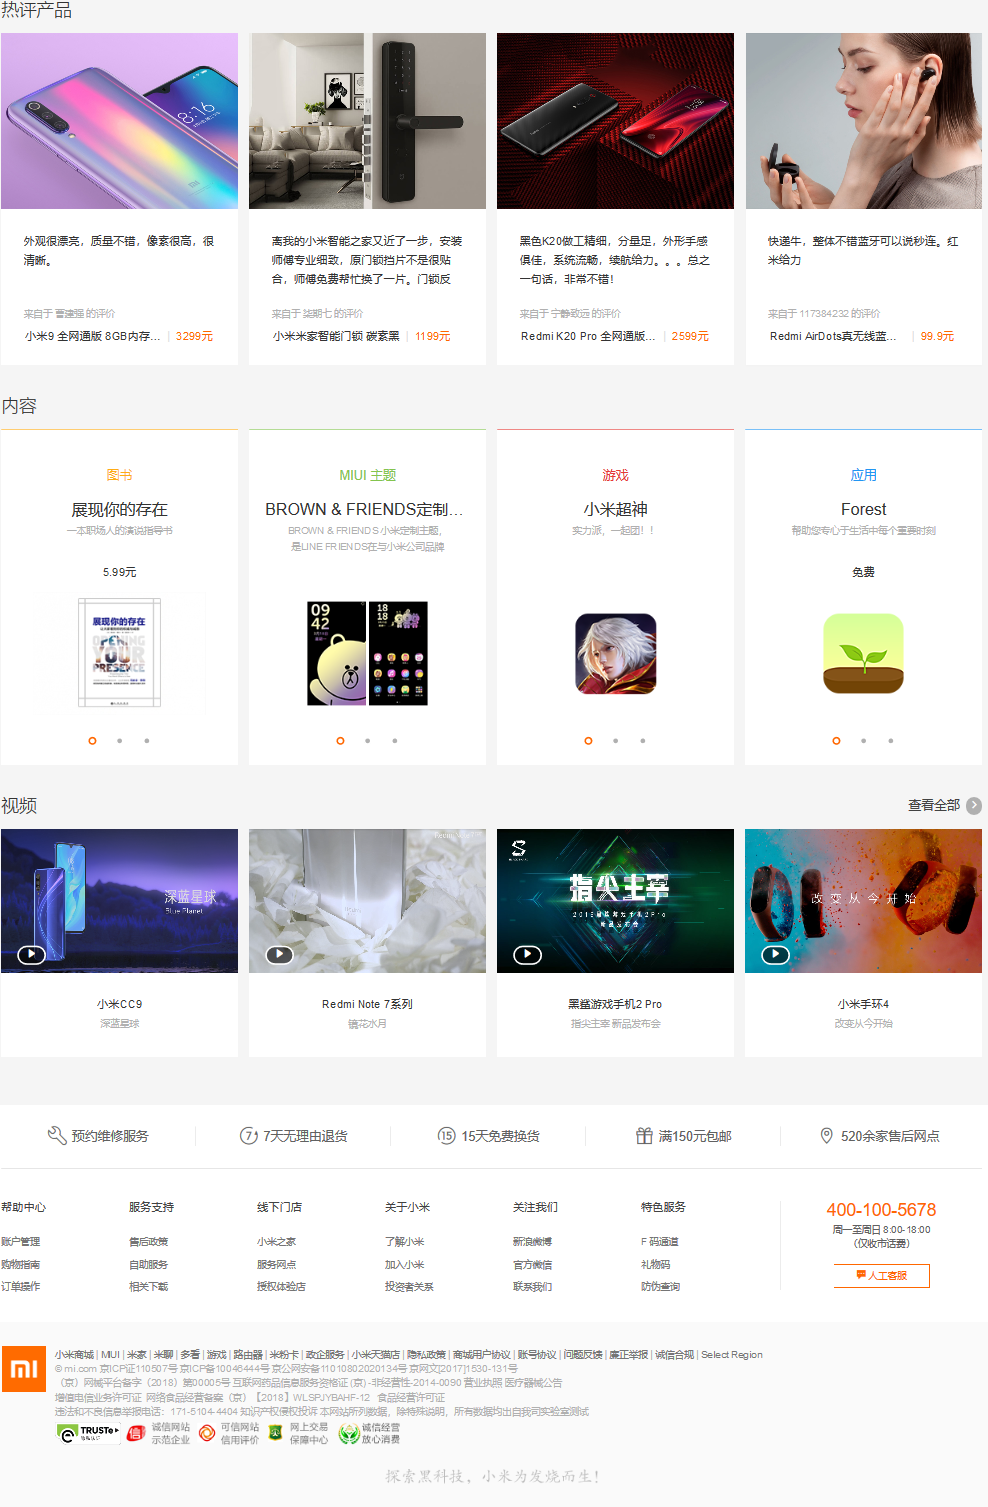 热评产品
8:16
外观很漂亮，质量不错，像素很高，很
清晰。
来自于 曹建强 的评价
小米9 全网通版 8GB内存... | 3299元
离我的小米智能之家又近了一步，安装
师傅专业细致，原门锁挡片不是很贴
合，师傅免费帮忙换了一片。门锁反
来自于 柒期七 的评价
小米米家智能门锁 碳素黑 | 1199元
黑色K20做工精细，分量足，外形手感
俱佳，系统流畅，续航给力。。。总之
一句话，非常不错！
来自于 宁静致远 的评价
Redmi K20 Pro 全网通版... | 2599元
快递牛，整体不错蓝牙可以说秒连。红
米给力
来自于 117384232 的评价
Redmi AirDots真无线蓝... | 99.9元
内容
图书
展现你的存在
一本职场人的演说指导书
5.99元
展现你的存在
OPENING
YOUR
PRESENCE
MIUI 主题
BROWN & FRIENDS定制...
BROWN & FRIENDS 小米定制主题，
是LINE FRIENDS在与小米公司品牌
09
42
18
18
游戏
小米超神
实力派，一起团！！
应用
Forest
帮助您专心于生活中每个重要时刻
免费
视频
查看全部
深蓝星球
Blue Planet
小米CC9
深蓝星球
Redmi Note 7系列
镜花水月
指尖主宰
黑鲨游戏手机2 Pro
指尖主宰 新品发布会
改变从今开始
小米手环4
改变从今开始
预约维修服务
7天无理由退货
15天免费换货
满150元包邮
520余家售后网点
帮助中心
账户管理
购物指南
订单操作
服务支持
售后政策
自助服务
相关下载
线下门店
小米之家
服务网点
授权体验店
关于小米
了解小米
加入小米
投资者关系
关注我们
新浪微博
官方微信
联系我们
特色服务
F 码通道
礼物码
防伪查询
400-100-5678
周一至周日 8:00-18:00
（仅收市话费）
人工客服
小米商城 | MIUI | 米家 | 米聊 | 多看 | 游戏 | 路由器 | 米粉卡 | 政企服务 | 小米天猫店 | 隐私政策 | 商城用户协议 | 账号协议 | 问题反馈 | 廉正举报 | 诚信合规 | Select Region
© mi.com 京ICP证110507号 京ICP备10046444号 京公网安备11010802020134号 京网文[2017]1530-131号
（京）网械平台备字（2018）第00005号 互联网药品信息服务资格证 (京) -非经营性-2014-0090 营业执照 医疗器械公告
增值电信业务许可证 网络食品经营备案（京）【2018】WLSPJYBAHF-12 食品经营许可证
违法和不良信息举报电话：171-5104-4404 知识产权侵权投诉 本网站所列数据，除特殊说明，所有数据均出自我司实验室测试
TRUSTe
诚信网站
示范企业
可信网站
信用评价
网上交易
保障中心
诚信经营
放心消费
探索黑科技，小米为发烧而生！